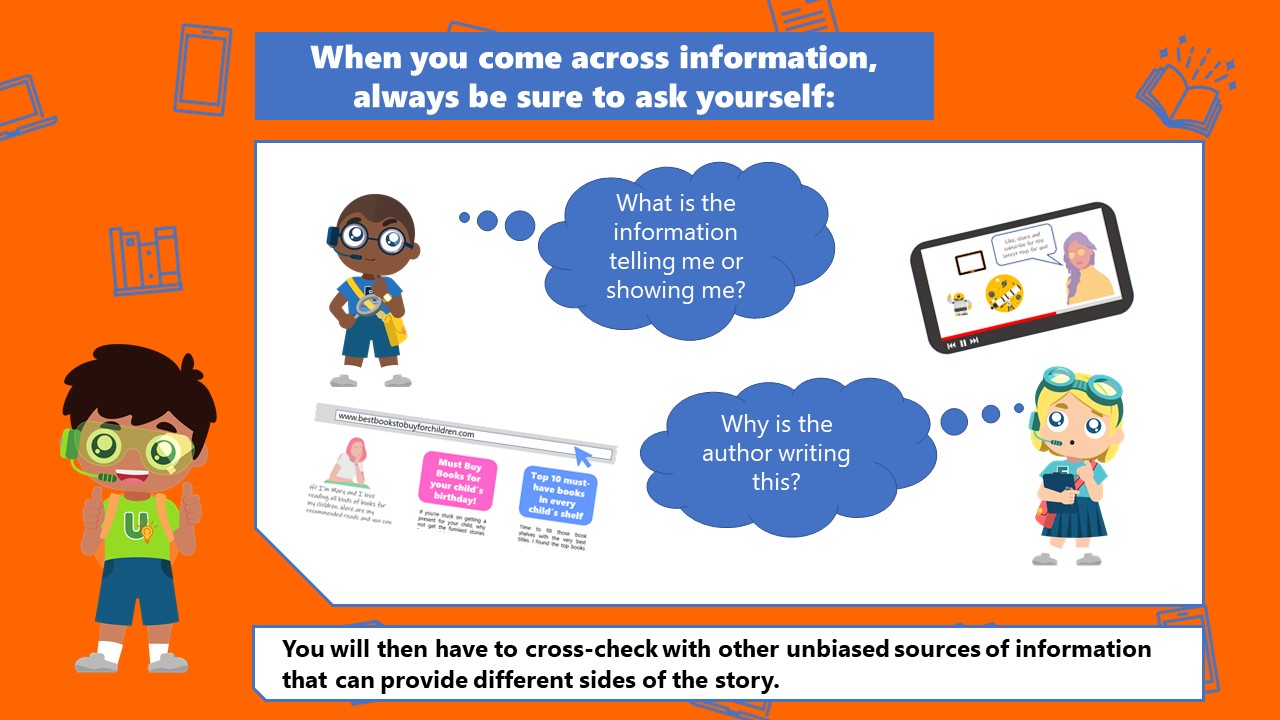 When you come across information,
always be sure to ask yourself:
What is the
information
telling me or
showing me?
Like, share and
subscribe for the
latest toys for you!
www.bestbookstobuyforchildren.com
Hi! I'm Mary and I love
reading all kinds of books for
my children. Here are my
recommended reads and you can
Must Buy
Books for
your child's
birthday!
If you're stuck on getting a
present for your child, why
not get the funniest stories
Top 10 must-
have books
in every
child's shelf
Time to fill those book
shelves with the very best
titles. I found the top books
Why is the
author writing
this?
U
You will then have to cross-check with other unbiased sources of information
that can provide different sides of the story.